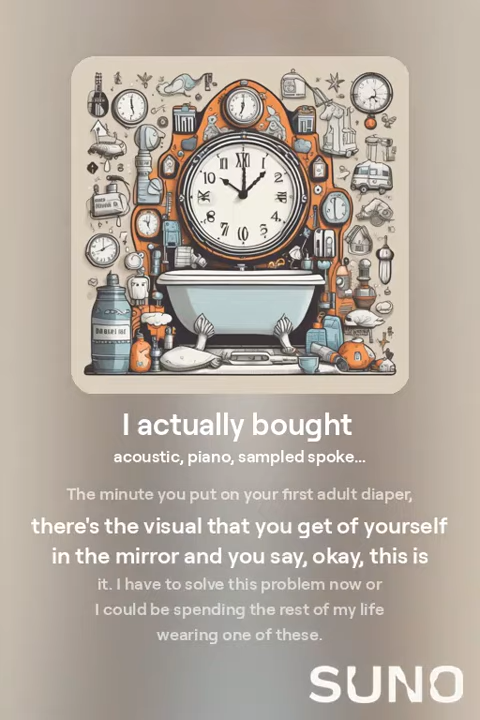 I actually bought
acoustic, piano, sampled spoke...
The minute you put on your first adult diaper,
there's the visual that you get of yourself
in the mirror and you say, okay, this is
it. I have to solve this problem now or
I could be spending the rest of my life
wearing one of these.
SUNO